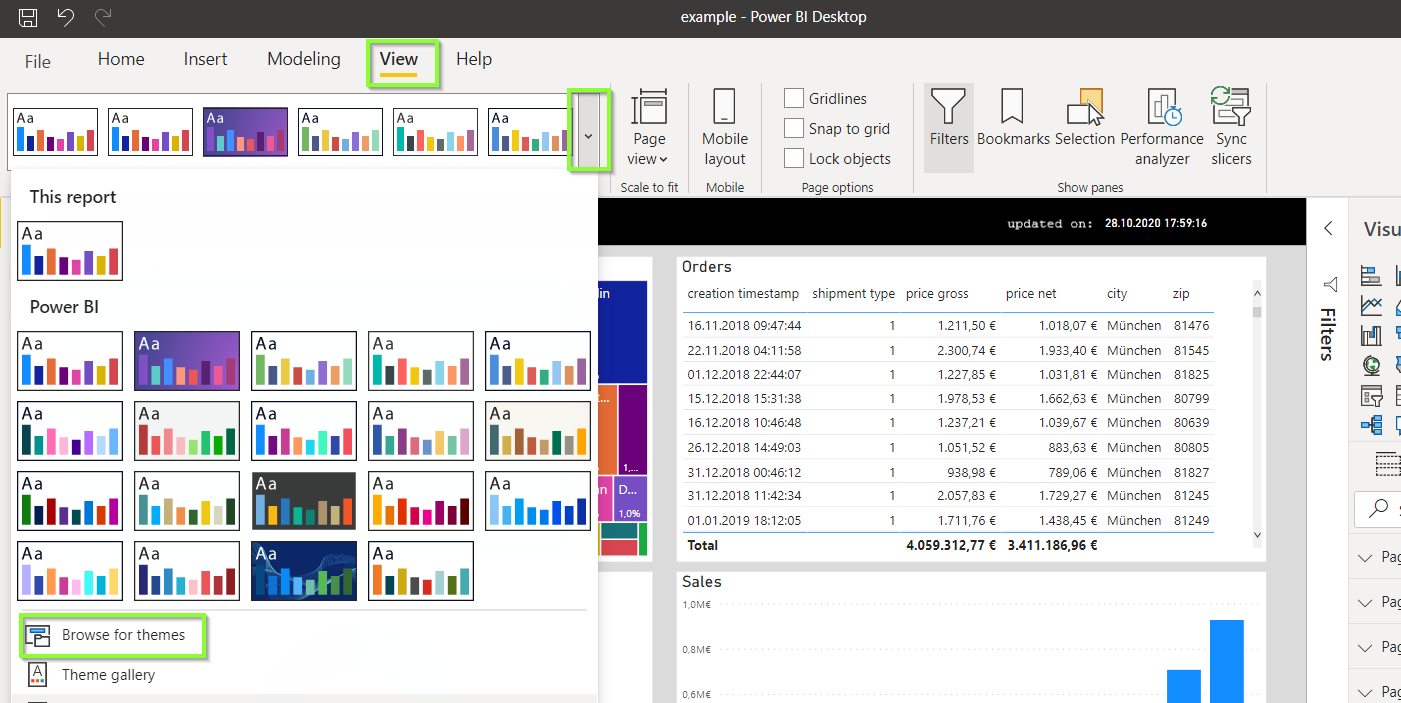 example - Power BI Desktop
File Home Insert Modeling View Help
Aa Aa Aa Aa Aa Aa
Page view
Scale to fit
Mobile layout
Mobile
Gridlines
Snap to grid
Lock objects
Page options
Filters Bookmarks Selection Performance analyzer Sync slicers
Show panes
This report
Aa
Power BI
Aa Aa Aa Aa Aa
Aa Aa Aa Aa Aa
Aa Aa Aa Aa Aa
Aa Aa Aa Aa
Browse for themes
Theme gallery
updated on: 28.10.2020 17:59:16
D...
1,...
1,0%
Orders
creation timestamp shipment type price gross price net city zip
16.11.2018 09:47:44 1 1.211,50 € 1.018,07 € München 81476
22.11.2018 04:11:58 1 2.300,74 € 1.933,40 € München 81545
01.12.2018 22:44:07 1 1.227,85 € 1.031,81 € München 81825
15.12.2018 15:31:38 1 1.978,53 € 1.662,63 € München 80799
16.12.2018 10:46:48 1 1.237,21 € 1.039,67 € München 80639
26.12.2018 14:49:03 1 1.051,52 € 883,63 € München 80805
31.12.2018 00:46:12 1 938,98 € 789,06 € München 81827
31.12.2018 11:42:34 1 2.057,83 € 1.729,27 € München 81245
01.01.2019 18:12:05 1 1.711,76 € 1.438,45 € München 81249
Total 4.059.312,77 € 3.411.186,96 €
Sales
1,0M€
0,8M€
0,6M€
Filters
Visu
Pag
Pag
Pag
Pag